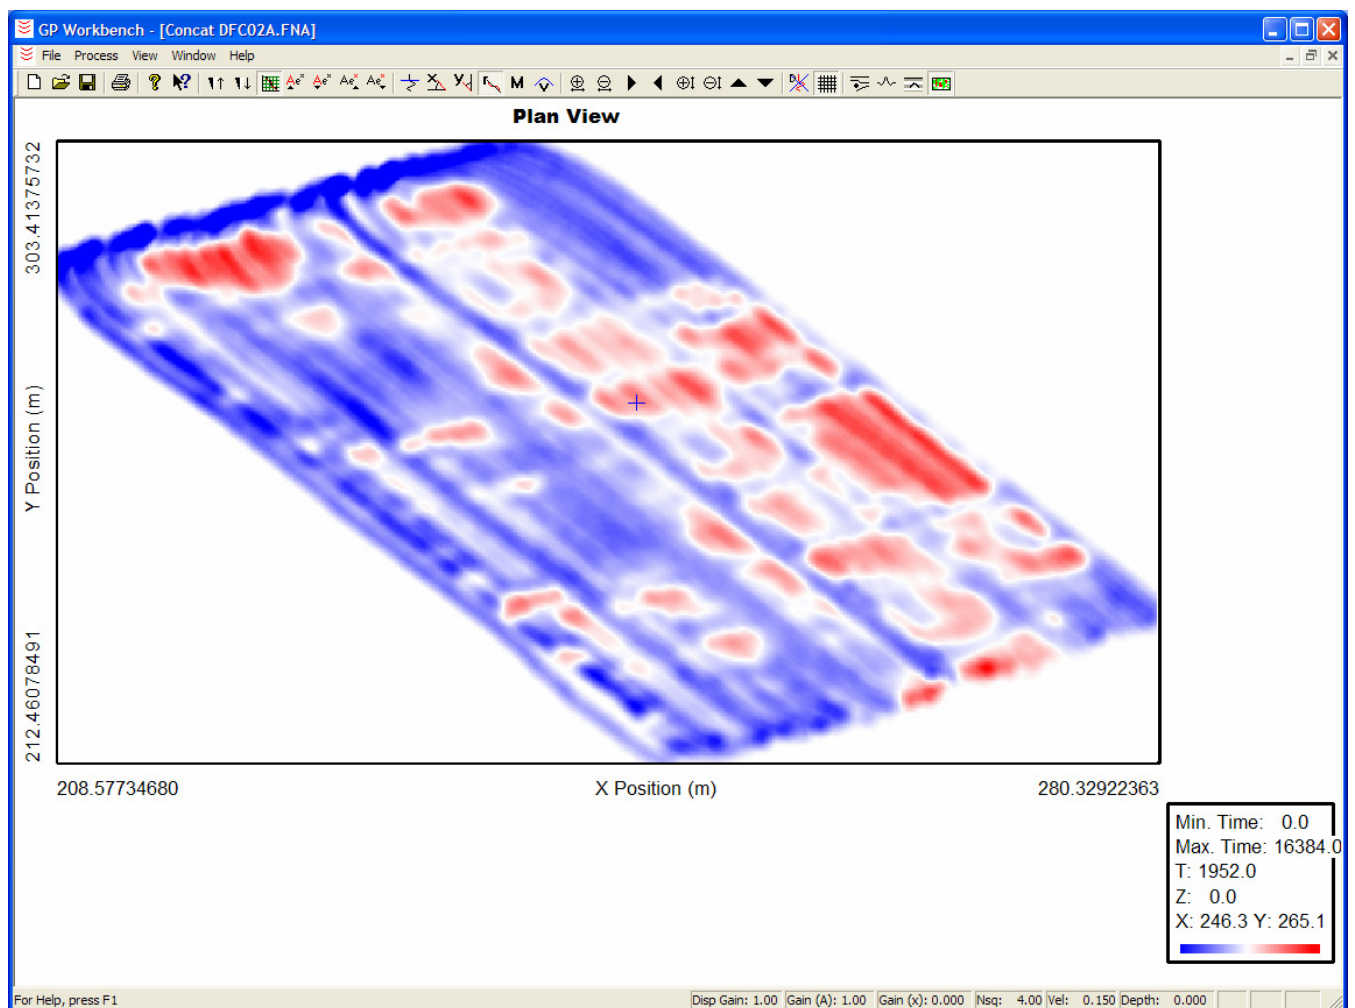 GP Workbench - [Concat DFC02A.FNA]
File Process View Window Help
Plan View
303.41375732
Y Position (m)
212.46078491
208.57734680 X Position (m) 280.32922363
Min. Time: 0.0
Max. Time: 16384.0
T: 1952.0
Z: 0.0
X: 246.3 Y: 265.1
For Help, press F1 Disp Gain: 1.00 Gain (A): 1.00 Gain (x): 0.000 Nsq: 4.00 Vel: 0.150 Depth: 0.000